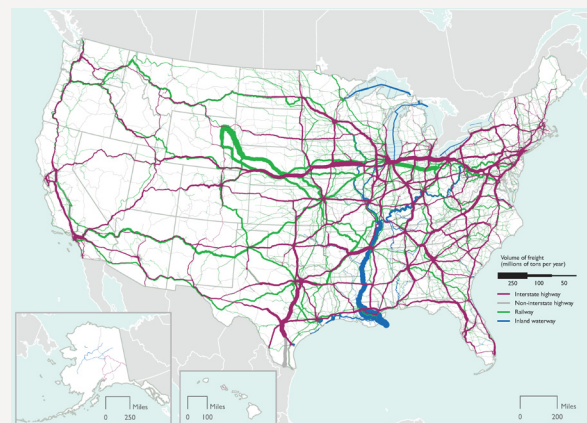 Volume of freight
(millions of tons per year)
250 100 50
Interstate highway
Non-interstate highway
Railway
Inland waterway
Miles
0 250
Miles
0 100
Miles
0 200